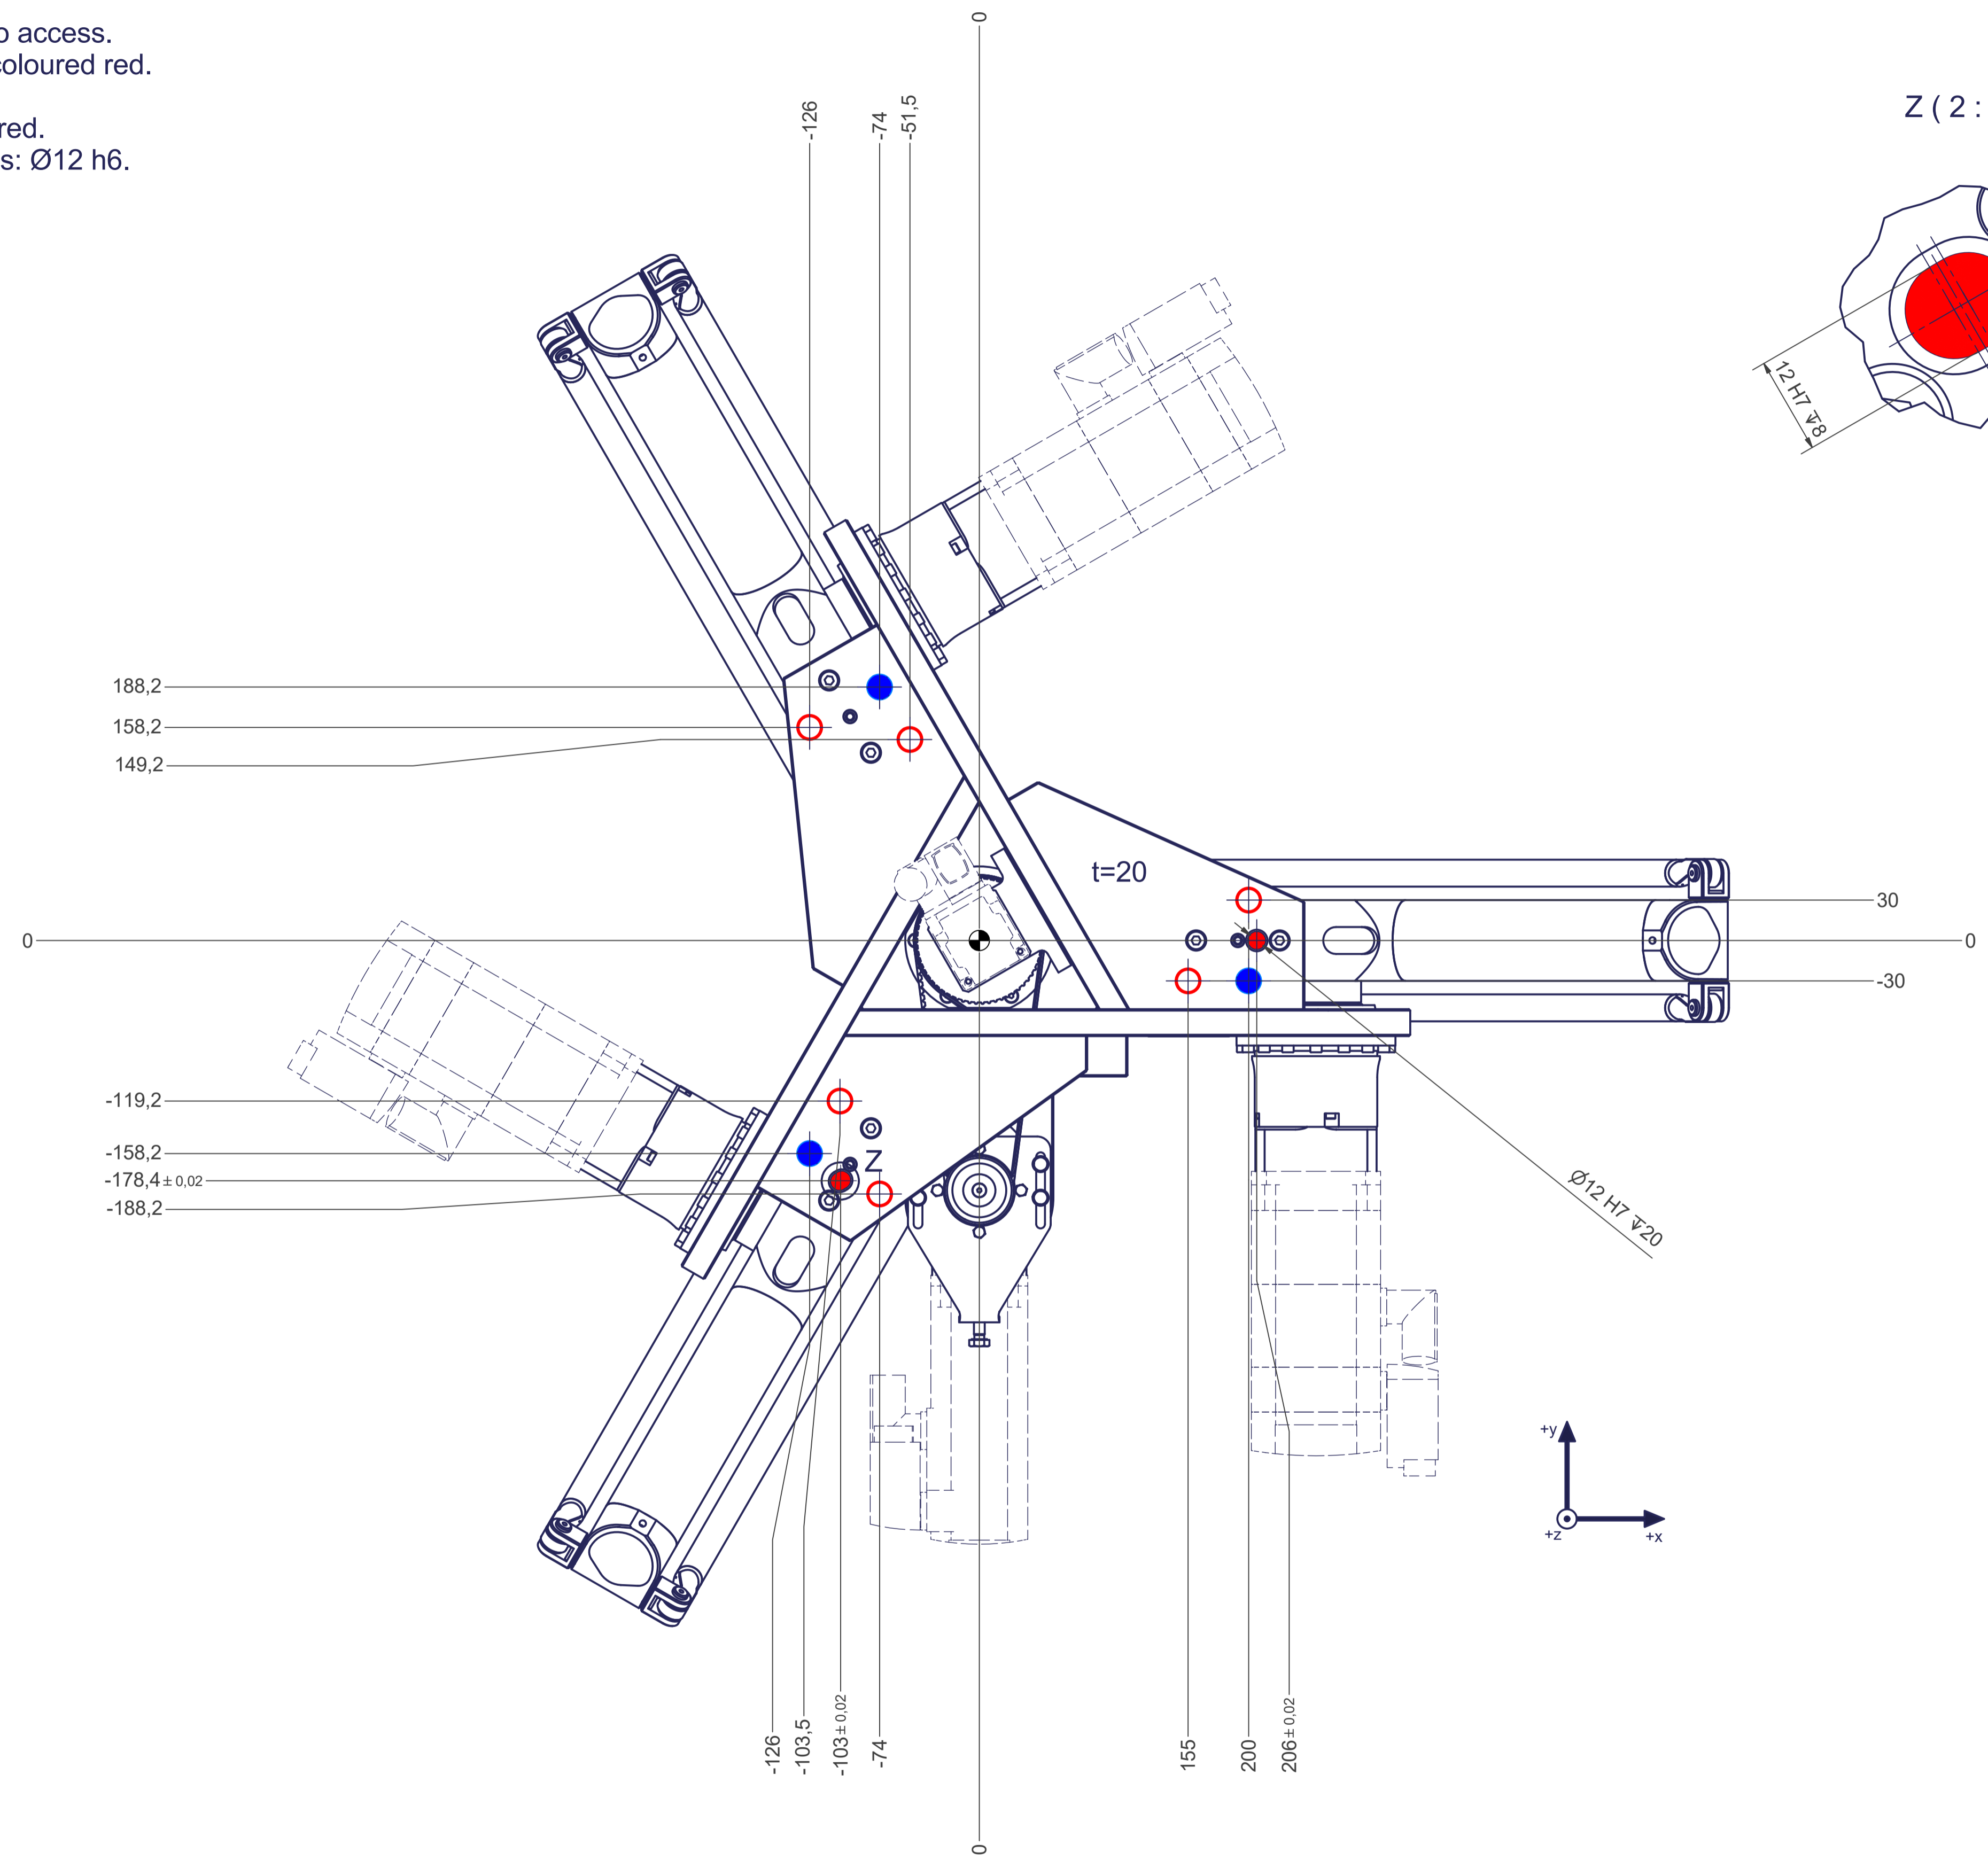 o access.
coloured red.
red.
s: Ø12 h6.
0
-126
-74
-51,5
Z ( 2 :
12 H7 ↧8
188,2
158,2
149,2
t=20
30
0
0
-30
-119,2
-158,2
-178,4 ± 0,02
-188,2
Z
Ø12 H7 ↧20
+y
+z
+x
-126
-103,5
-103 ± 0,02
-74
155
200
206 ± 0,02
0